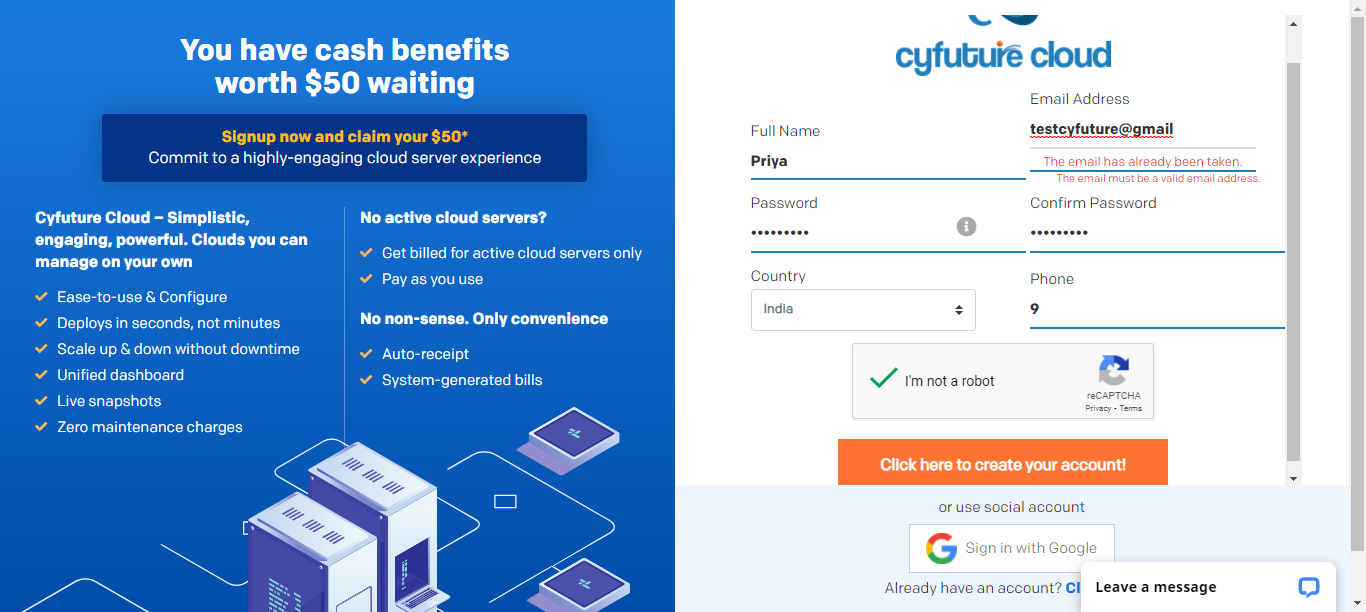 You have cash benefits
worth $50 waiting
Signup now and claim your $50*
Commit to a highly-engaging cloud server experience
Cyfuture Cloud – Simplistic,
engaging, powerful. Clouds you can
manage on your own
Ease-to-use & Configure
Deploys in seconds, not minutes
Scale up & down without downtime
Unified dashboard
Live snapshots
Zero maintenance charges
No active cloud servers?
Get billed for active cloud servers only
Pay as you use
No non-sense. Only convenience
Auto-receipt
System-generated bills
cyfuture cloud
Full Name
Priya
Email Address
testcyfuture@gmail
The email has already been taken.
The email must be a valid email address.
Password
Confirm Password
Country
India
Phone
9
I'm not a robot
reCAPTCHA
Privacy - Terms
Click here to create your account!
or use social account
Sign in with Google
Already have an account? Cl
Leave a message